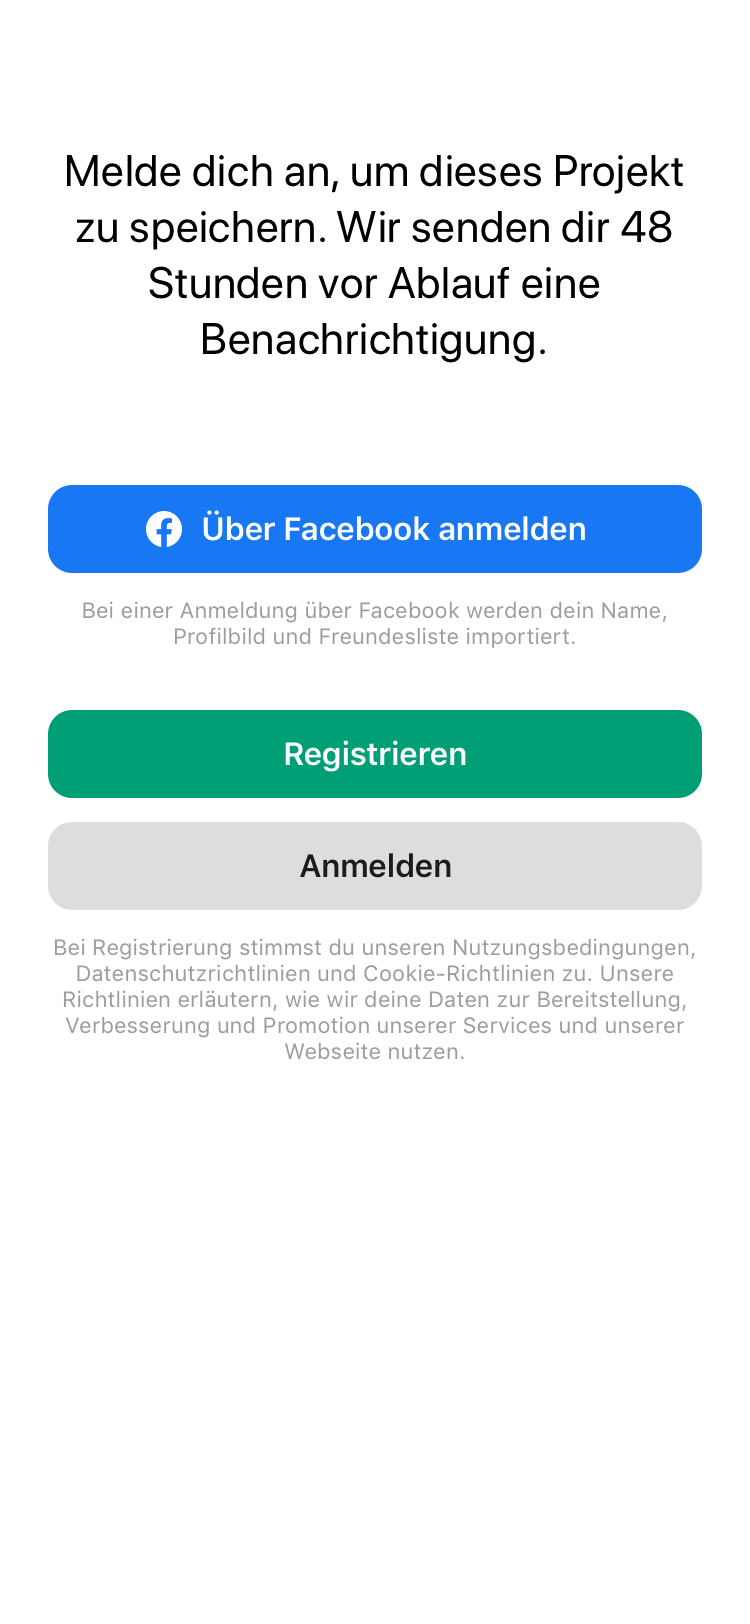 Melde dich an, um dieses Projekt
zu speichern. Wir senden dir 48
Stunden vor Ablauf eine
Benachrichtigung.
Über Facebook anmelden
Bei einer Anmeldung über Facebook werden dein Name,
Profilbild und Freundesliste importiert.
Registrieren
Anmelden
Bei Registrierung stimmst du unseren Nutzungsbedingungen,
Datenschutzrichtlinien und Cookie-Richtlinien zu. Unsere
Richtlinien erläutern, wie wir deine Daten zur Bereitstellung,
Verbesserung und Promotion unserer Services und unserer
Webseite nutzen.